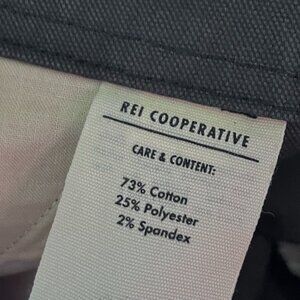 REI COOPERATIVE
CARE & CONTENT:
73% Cotton
25% Polyester
2% Spandex